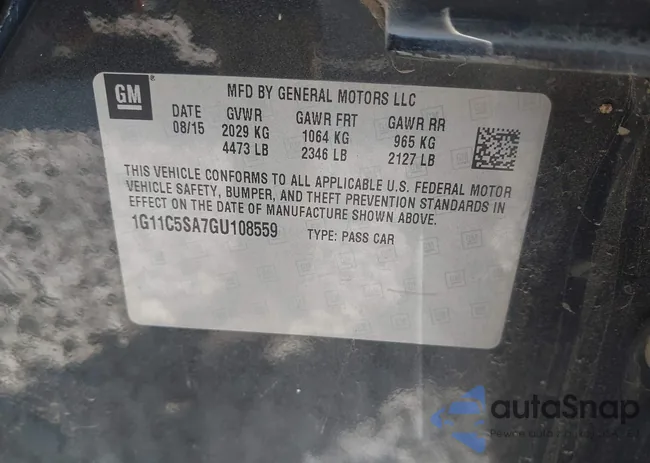 GM
®
MFD BY GENERAL MOTORS LLC
DATE GVWR GAWR FRT GAWR RR
08/15 2029 KG 1064 KG 965 KG
4473 LB 2346 LB 2127 LB
THIS VEHICLE CONFORMS TO ALL APPLICABLE U.S. FEDERAL MOTOR
VEHICLE SAFETY, BUMPER, AND THEFT PREVENTION STANDARDS IN
EFFECT ON THE DATE OF MANUFACTURE SHOWN ABOVE.
1G11C5SA7GU108559 TYPE: PASS CAR
autoSnap